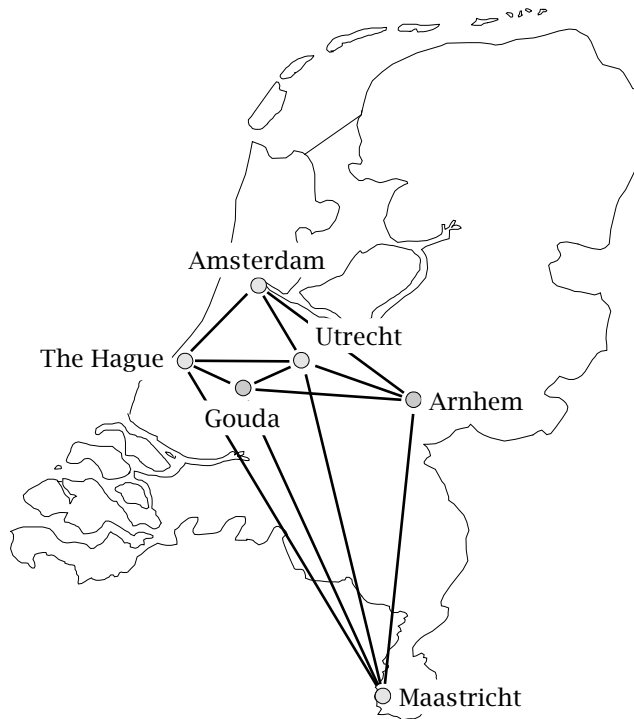 Amsterdam
Utrecht
The Hague
Arnhem
Gouda
Maastricht